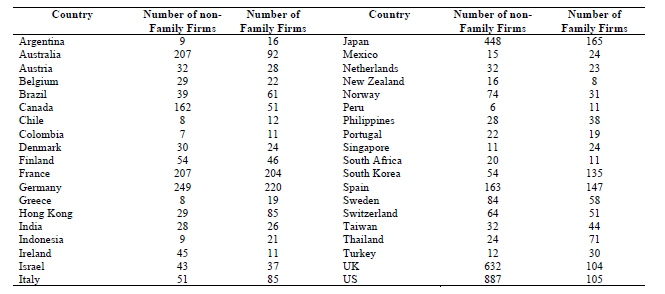 Country Number of non-Family Firms Number of Family Firms Country Number of non-Family Firms Number of Family Firms
Argentina 9 16 Japan 448 165
Australia 207 92 Mexico 15 24
Austria 32 28 Netherlands 32 23
Belgium 29 22 New Zealand 16 8
Brazil 39 61 Norway 74 31
Canada 162 51 Peru 6 11
Chile 8 12 Philippines 28 38
Colombia 7 11 Portugal 22 19
Denmark 30 24 Singapore 11 24
Finland 54 46 South Africa 20 11
France 207 204 South Korea 54 135
Germany 249 220 Spain 163 147
Greece 8 19 Sweden 84 58
Hong Kong 29 85 Switzerland 64 51
India 28 26 Taiwan 32 44
Indonesia 9 21 Thailand 24 71
Ireland 45 11 Turkey 12 30
Israel 43 37 UK 632 104
Italy 51 85 US 887 105